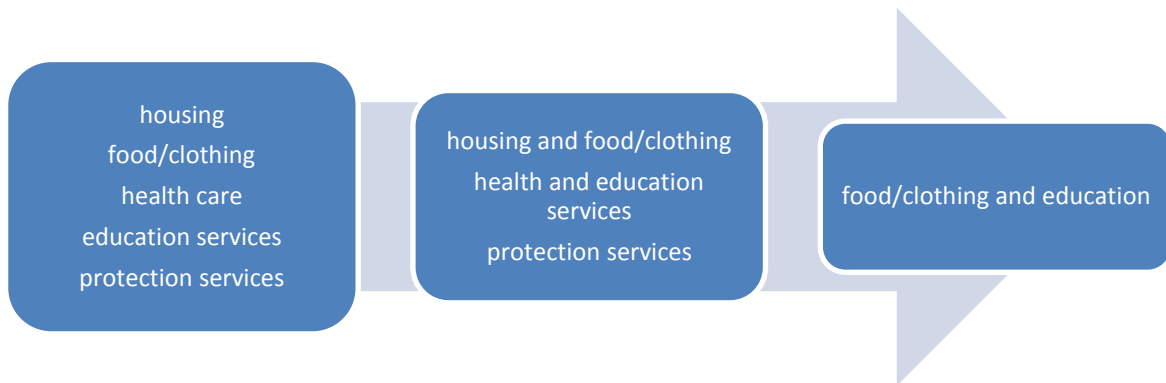 housing
food/clothing
health care
education services
protection services
housing and food/clothing
health and education
services
protection services
food/clothing and education